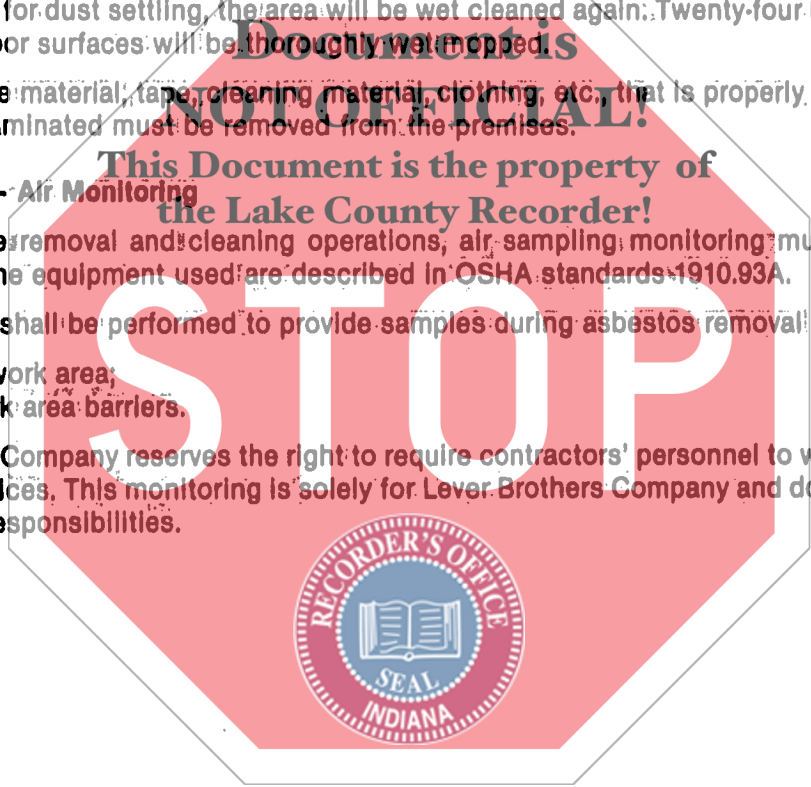 for dust settling, the area will be wet cleaned again. Twenty-four
or surfaces will be thoroughly wet mopped.
Document is
e material, tape, cleaning material, clothing, etc., that is properly
NOT OFFICIAL!
minated must be removed from the premises.
This Document is the property of
- Air Monitoring
the Lake County Recorder!
removal and cleaning operations, air sampling monitoring mu
e equipment used are described in OSHA standards 1910.93A.
shall be performed to provide samples during asbestos removal
STOP
work area;
k area barriers.
Company reserves the right to require contractors' personnel to w
ices. This monitoring is solely for Lever Brothers Company and do
esponsibilities.
RECORDER'S OFFICE
SEAL
INDIANA